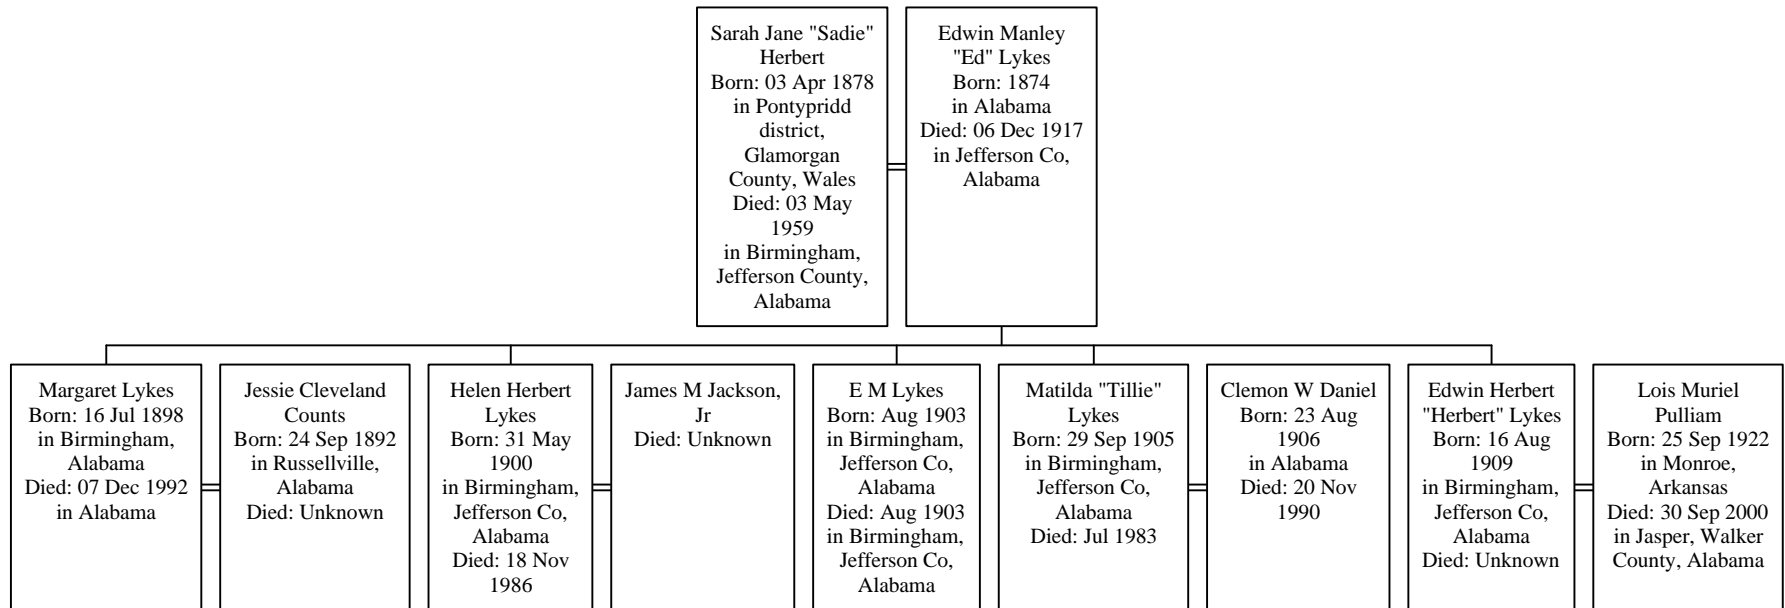 Sarah Jane "Sadie"
Herbert
Born: 03 Apr 1878
in Pontypridd
district,
Glamorgan
County, Wales
Died: 03 May
1959
in Birmingham,
Jefferson County,
Alabama
Edwin Manley
"Ed" Lykes
Born: 1874
in Alabama
Died: 06 Dec 1917
in Jefferson Co,
Alabama
Margaret Lykes
Born: 16 Jul 1898
in Birmingham,
Alabama
Died: 07 Dec 1992
in Alabama
Jessie Cleveland
Counts
Born: 24 Sep 1892
in Russellville,
Alabama
Died: Unknown
Helen Herbert
Lykes
Born: 31 May
1900
in Birmingham,
Jefferson Co,
Alabama
Died: 18 Nov
1986
James M Jackson,
Jr
Died: Unknown
E M Lykes
Born: Aug 1903
in Birmingham,
Jefferson Co,
Alabama
Died: Aug 1903
in Birmingham,
Jefferson Co,
Alabama
Matilda "Tillie"
Lykes
Born: 29 Sep 1905
in Birmingham,
Jefferson Co,
Alabama
Died: Jul 1983
Clemon W Daniel
Born: 23 Aug
1906
in Alabama
Died: 20 Nov
1990
Edwin Herbert
"Herbert" Lykes
Born: 16 Aug
1909
in Birmingham,
Jefferson Co,
Alabama
Died: Unknown
Lois Muriel
Pulliam
Born: 25 Sep 1922
in Monroe,
Arkansas
Died: 30 Sep 2000
in Jasper, Walker
County, Alabama